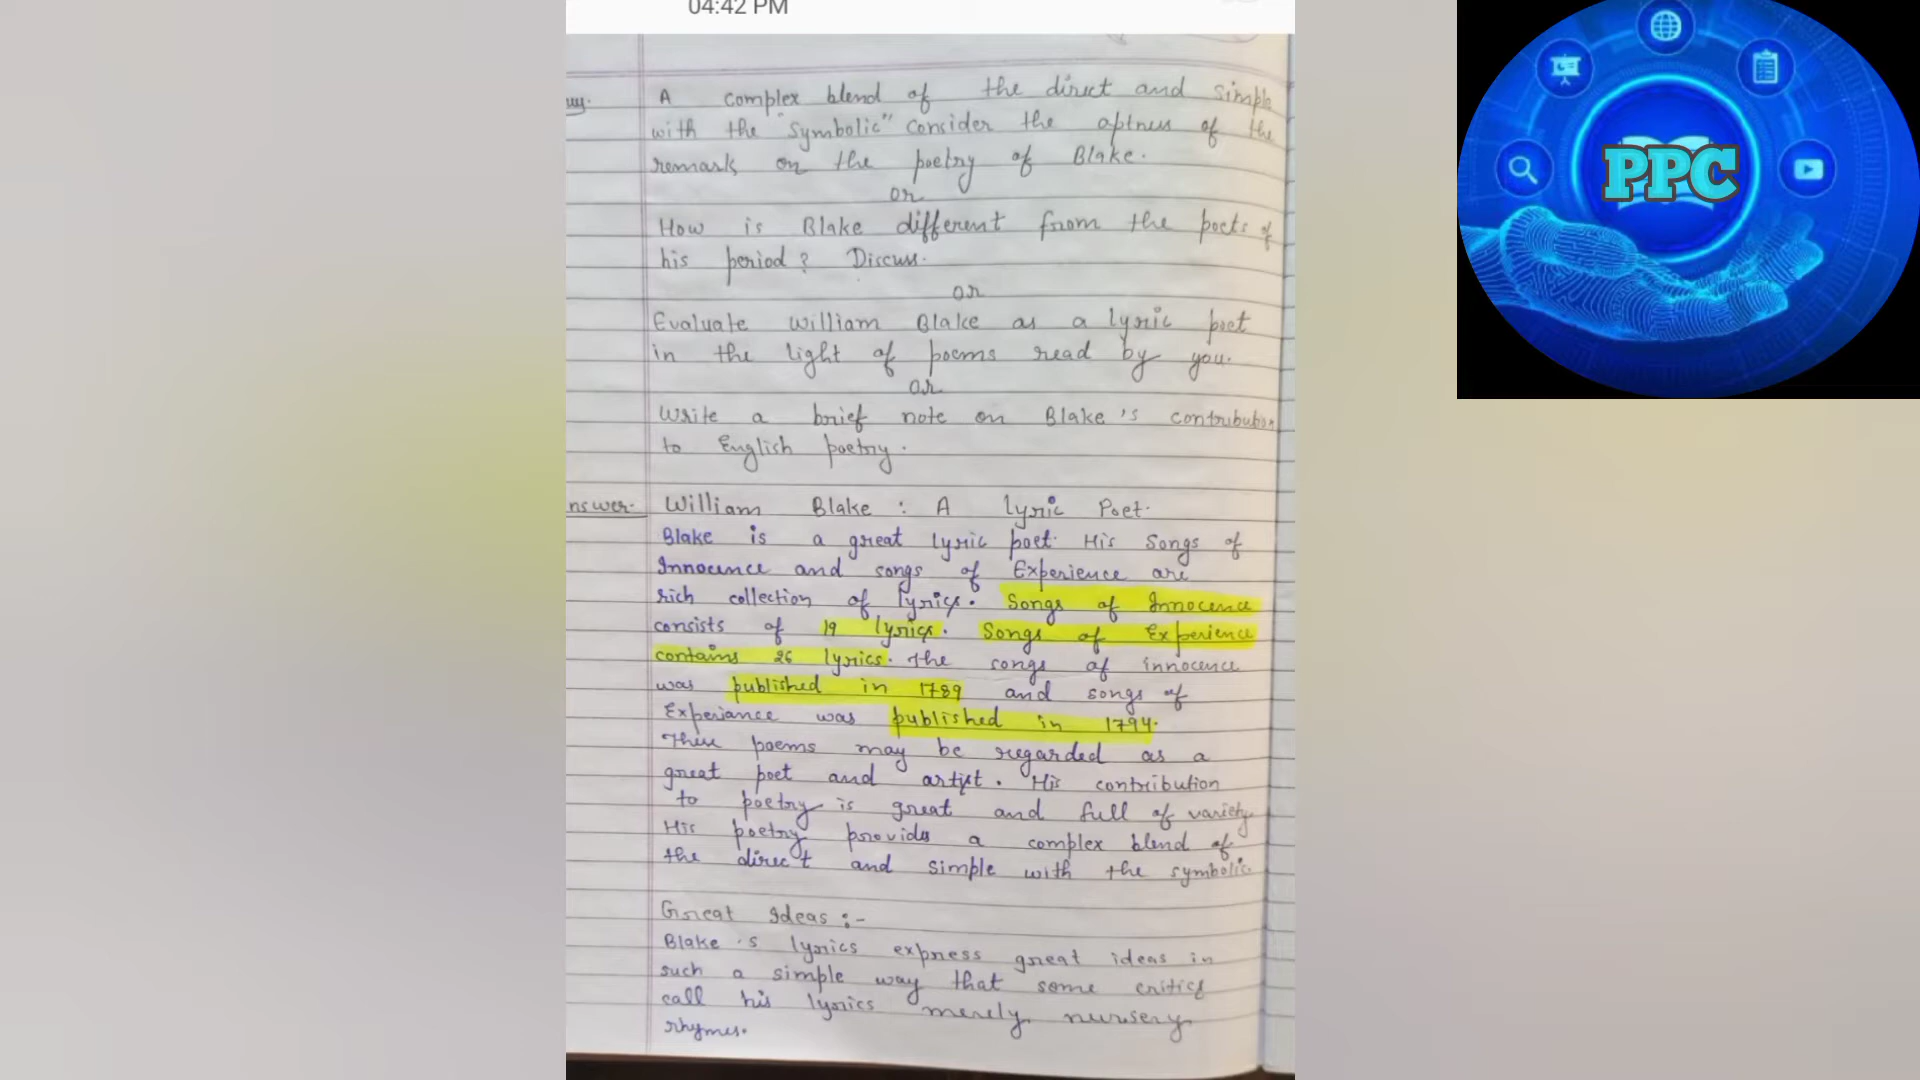 04:42 PM
PPC
uy. A complex blend of the direct and simple
with the "symbolic" consider the aptness of the
remark on the poetry of Blake.
or
How is Blake different from the poets of
his period? Discuss.
or
Evaluate William Blake as a lyric poet
in the light of poems read by you.
or
Write a brief note on Blake's contribution
to English poetry.
nswer. William Blake : A lyric Poet.
Blake is a great lyric poet. His Songs of
Innocence and songs of Experience are
rich collection of lyrics. Songs of Innocence
consists of 19 lyrics. Songs of Experience
contains 26 lyrics. The songs of innocence
was published in 1789 and songs of
Experiance was published in 1794.
These poems may be regarded as a
great poet and artist. His contribution
to poetry is great and full of variety
His poetry provides a complex blend of
the direct and simple with the symbolic.
Great Ideas :-
Blake's lyrics express great ideas in
such a simple way that some critics
call his lyrics merely nursery
rhymes.